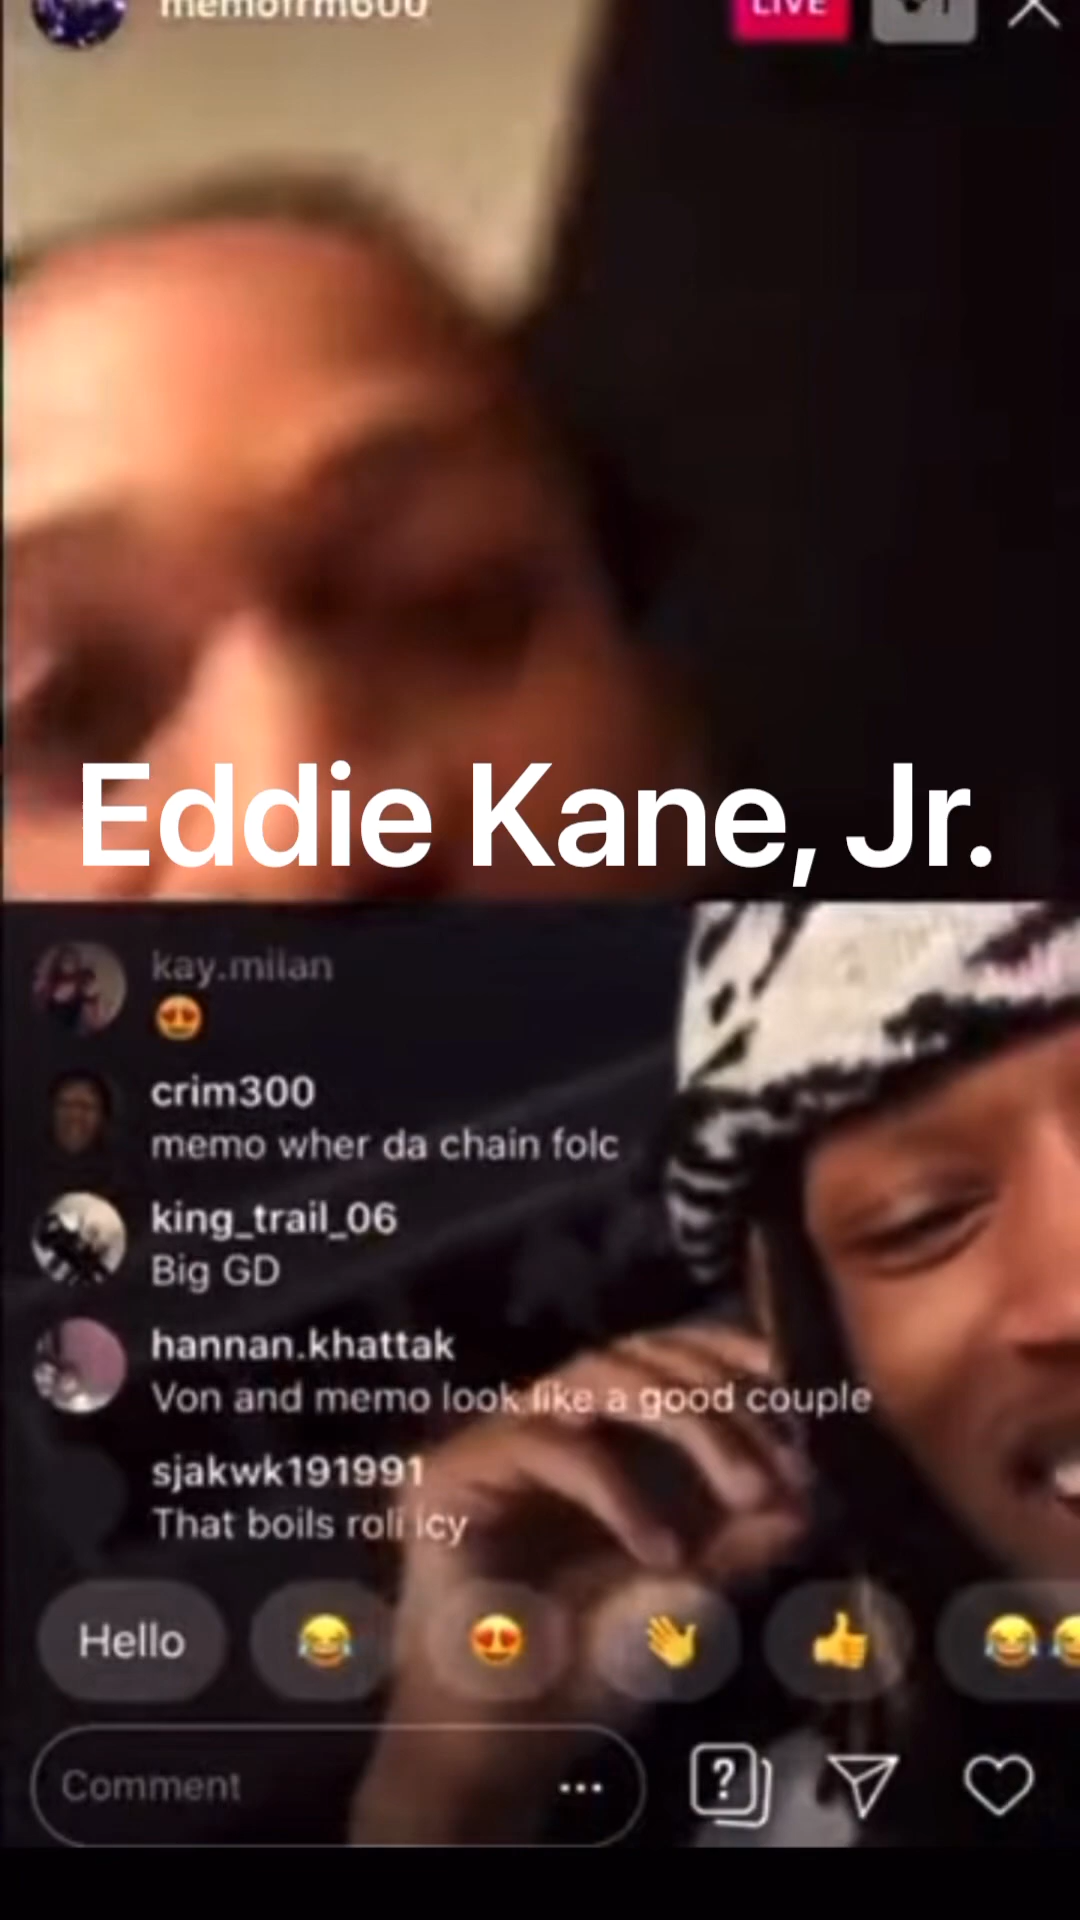 memofrm600
LIVE
Eddie Kane, Jr.
kay.milan
😍
crim300
memo wher da chain folc
king_trail_06
Big GD
hannan.khattak
Von and memo look like a good couple
sjakwk191991
That boils roli icy
Hello
😂
😍
👋
👍
😂😂
Comment
...
?